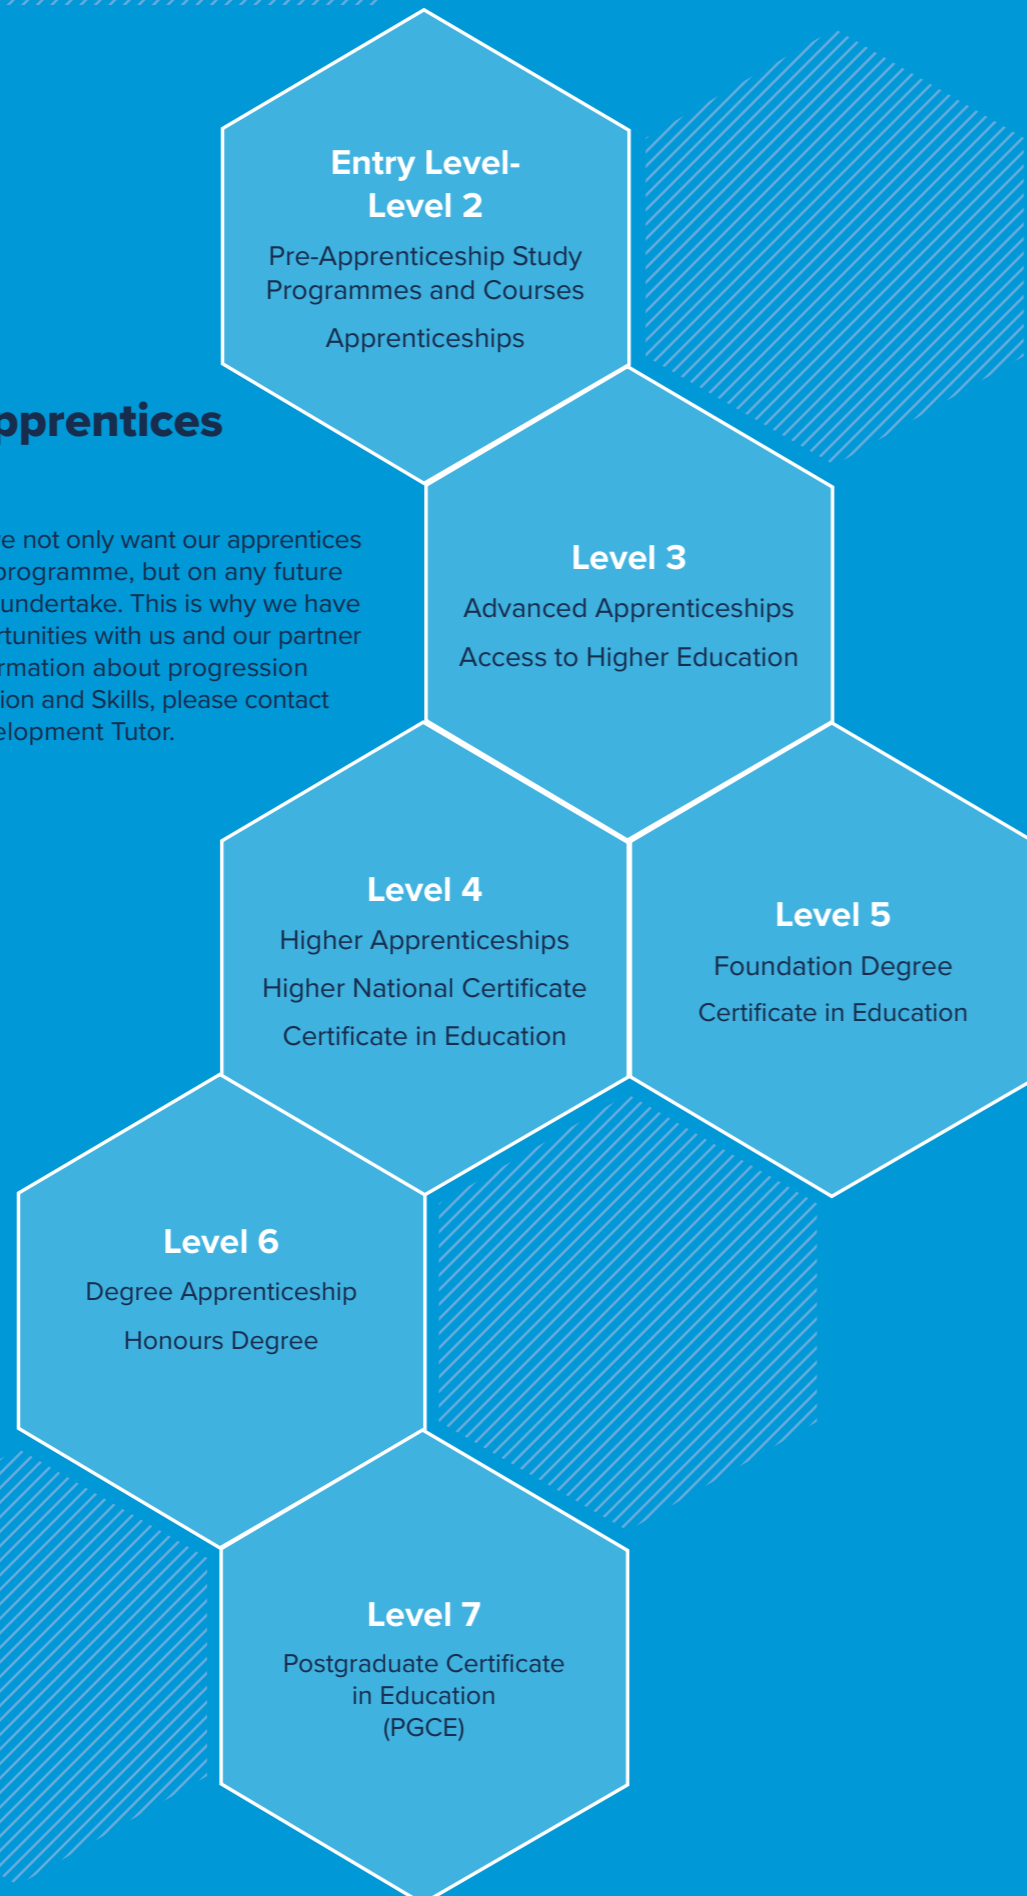 Entry Level-
Level 2
Pre-Apprenticeship Study
Programmes and Courses
Apprenticeships
pprentices
e not only want our apprentices
programme, but on any future
undertake. This is why we have
rtunities with us and our partner
rmation about progression
ion and Skills, please contact
elopment Tutor.
Level 3
Advanced Apprenticeships
Access to Higher Education
Level 4
Higher Apprenticeships
Higher National Certificate
Certificate in Education
Level 5
Foundation Degree
Certificate in Education
Level 6
Degree Apprenticeship
Honours Degree
Level 7
Postgraduate Certificate
in Education
(PGCE)